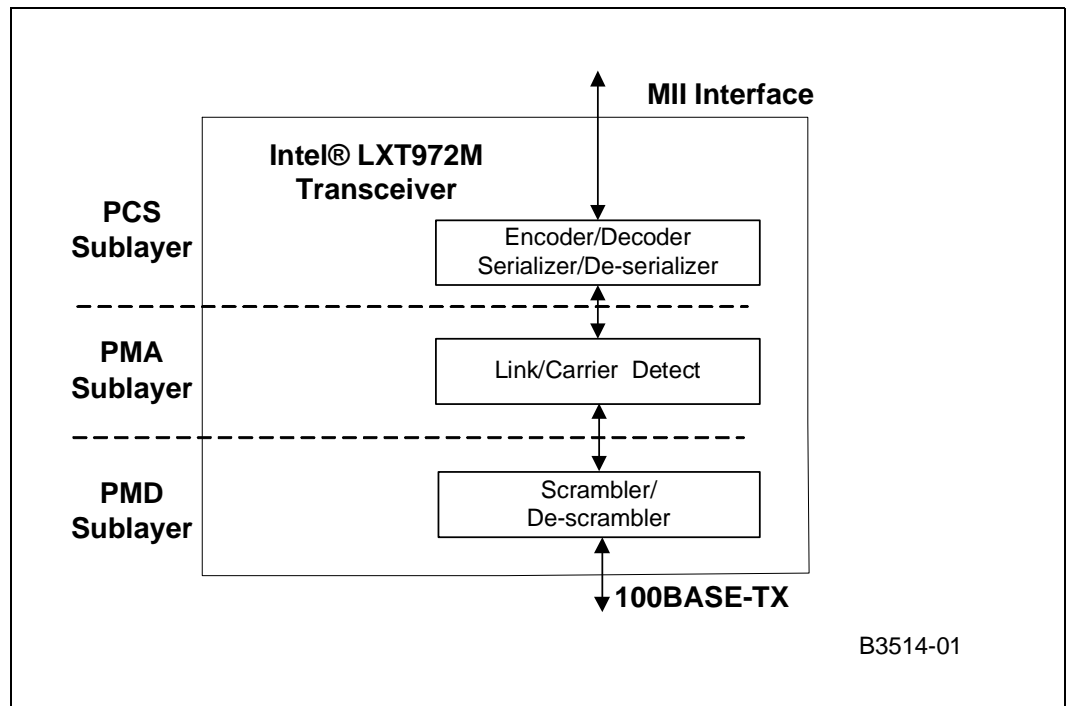 MII Interface
Intel® LXT972M
Transceiver
PCS
Sublayer
Encoder/Decoder
Serializer/De-serializer
PMA
Sublayer
Link/Carrier Detect
PMD
Sublayer
Scrambler/
De-scrambler
100BASE-TX
B3514-01